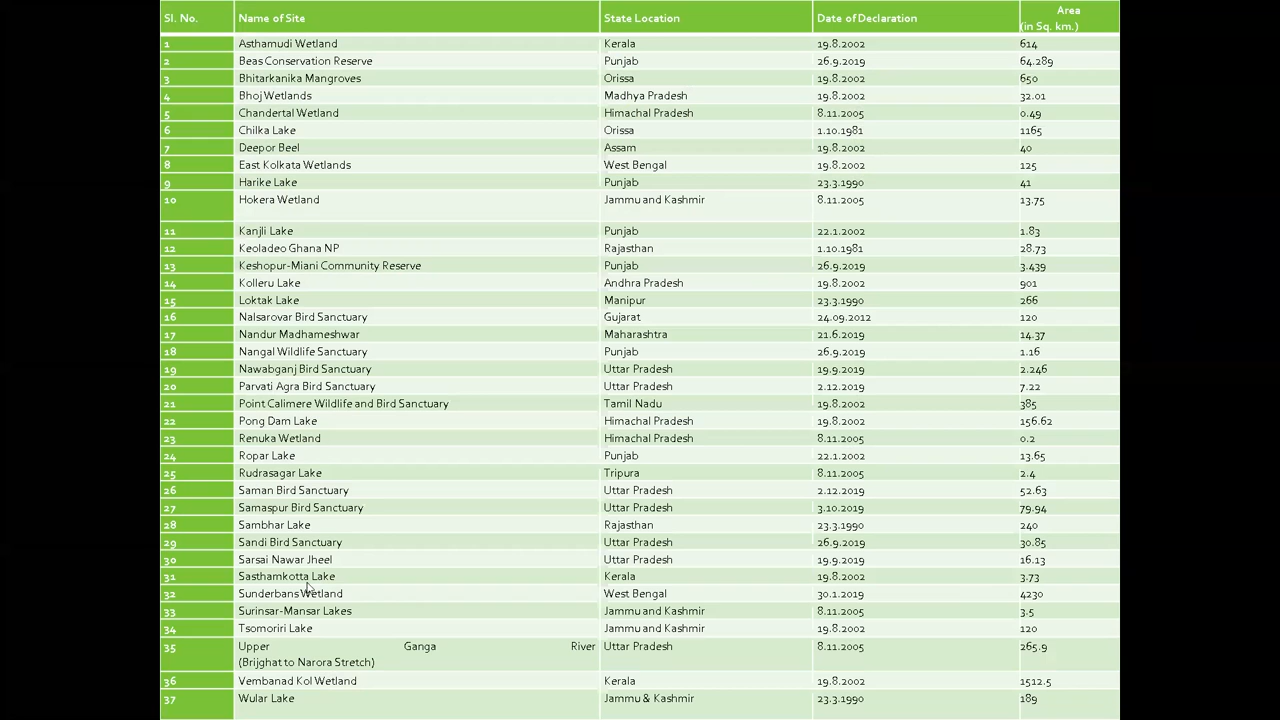 Sl. No. Name of Site State Location Date of Declaration Area
(in Sq. km.)
1 Asthamudi Wetland Kerala 19.8.2002 614
2 Beas Conservation Reserve Punjab 26.9.2019 64.289
3 Bhitarkanika Mangroves Orissa 19.8.2002 650
4 Bhoj Wetlands Madhya Pradesh 19.8.2002 32.01
5 Chandertal Wetland Himachal Pradesh 8.11.2005 0.49
6 Chilka Lake Orissa 1.10.1981 1165
7 Deepor Beel Assam 19.8.2002 40
8 East Kolkata Wetlands West Bengal 19.8.2002 125
9 Harike Lake Punjab 23.3.1990 41
10 Hokera Wetland Jammu and Kashmir 8.11.2005 13.75
11 Kanjli Lake Punjab 22.1.2002 1.83
12 Keoladeo Ghana NP Rajasthan 1.10.1981 28.73
13 Keshopur-Miani Community Reserve Punjab 26.9.2019 3.439
14 Kolleru Lake Andhra Pradesh 19.8.2002 901
15 Loktak Lake Manipur 23.3.1990 266
16 Nalsarovar Bird Sanctuary Gujarat 24.09.2012 120
17 Nandur Madhameshwar Maharashtra 21.6.2019 14.37
18 Nangal Wildlife Sanctuary Punjab 26.9.2019 1.16
19 Nawabganj Bird Sanctuary Uttar Pradesh 19.9.2019 2.246
20 Parvati Agra Bird Sanctuary Uttar Pradesh 2.12.2019 7.22
21 Point Calimere Wildlife and Bird Sanctuary Tamil Nadu 19.8.2002 385
22 Pong Dam Lake Himachal Pradesh 19.8.2002 156.62
23 Renuka Wetland Himachal Pradesh 8.11.2005 0.2
24 Ropar Lake Punjab 22.1.2002 13.65
25 Rudrasagar Lake Tripura 8.11.2005 2.40
26 Saman Bird Sanctuary Uttar Pradesh 2.12.2019 52.63
27 Samaspur Bird Sanctuary Uttar Pradesh 3.10.2019 79.94
28 Sambhar Lake Rajasthan 23.3.1990 240
29 Sandi Bird Sanctuary Uttar Pradesh 26.9.2019 3.085
30 Sarsai Nawar Jheel Uttar Pradesh 19.9.2019 1.61
31 Sasthamkotta Lake Kerala 19.8.2002 3.73
32 Sunderbans Wetland West Bengal 30.1.2019 4230
33 Surinsar-Mansar Lakes Jammu and Kashmir 8.11.2005 3.50
34 Tsomoriri Lake Jammu and Kashmir 19.8.2002 120
35 Upper Ganga River Uttar Pradesh 8.11.2005 265.90
(Brijghat to Narora Stretch)
36 Vembanad Kol Wetland Kerala 19.8.2002 1512.5
37 Wular Lake Jammu & Kashmir 23.3.1990 189